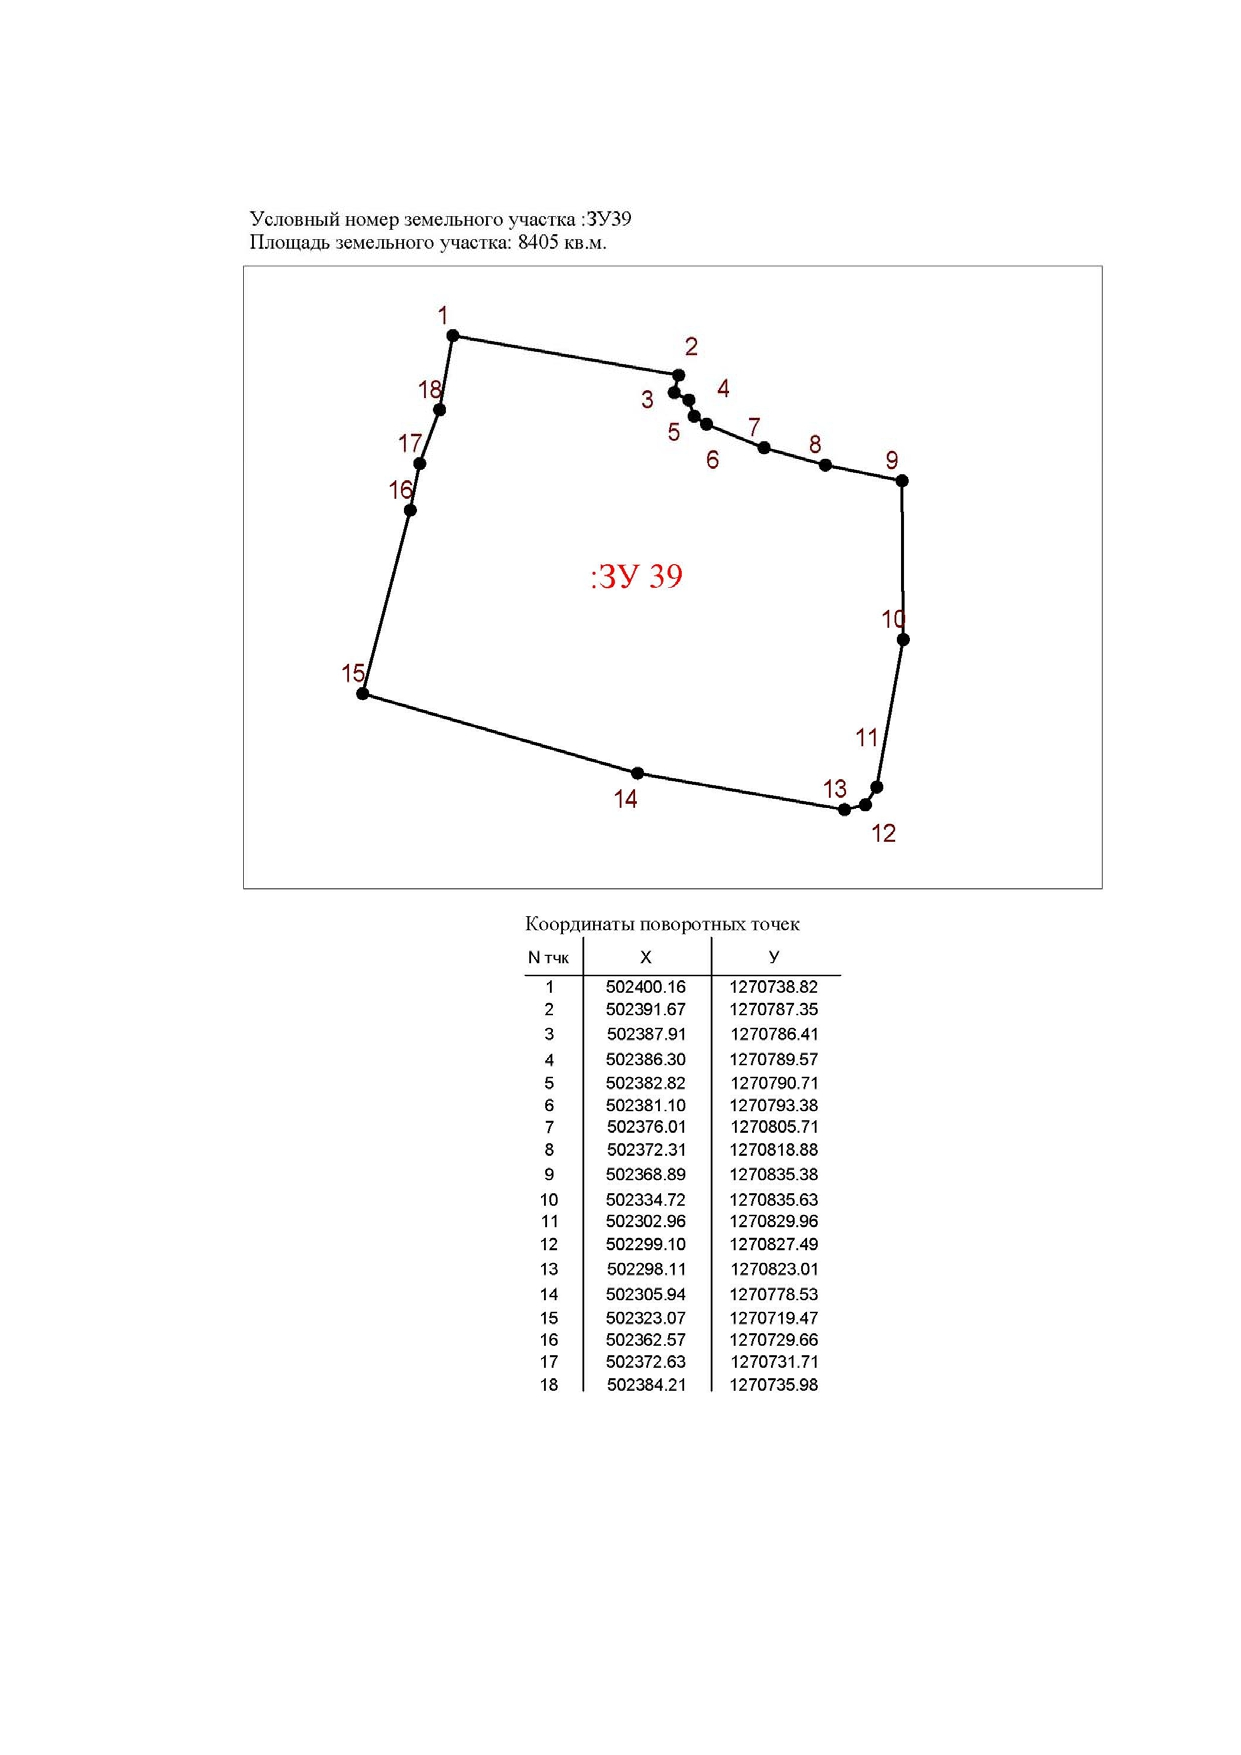 Условный номер земельного участка :ЗУ39
Площадь земельного участка: 8405 кв.м.
1
2
18
3
4
5
7
17
8
6
9
16
:ЗУ 39
10
15
11
13
14
12
Координаты поворотных точек
N тчк X У
1 502400.16 1270738.82
2 502391.67 1270787.35
3 502387.91 1270786.41
4 502386.30 1270789.57
5 502382.82 1270790.71
6 502381.10 1270793.38
7 502376.01 1270805.71
8 502372.31 1270818.88
9 502368.89 1270835.38
10 502334.72 1270835.63
11 502302.96 1270829.96
12 502299.10 1270827.49
13 502298.11 1270823.01
14 502305.94 1270778.53
15 502323.07 1270719.47
16 502362.57 1270729.66
17 502372.63 1270731.71
18 502384.21 1270735.98